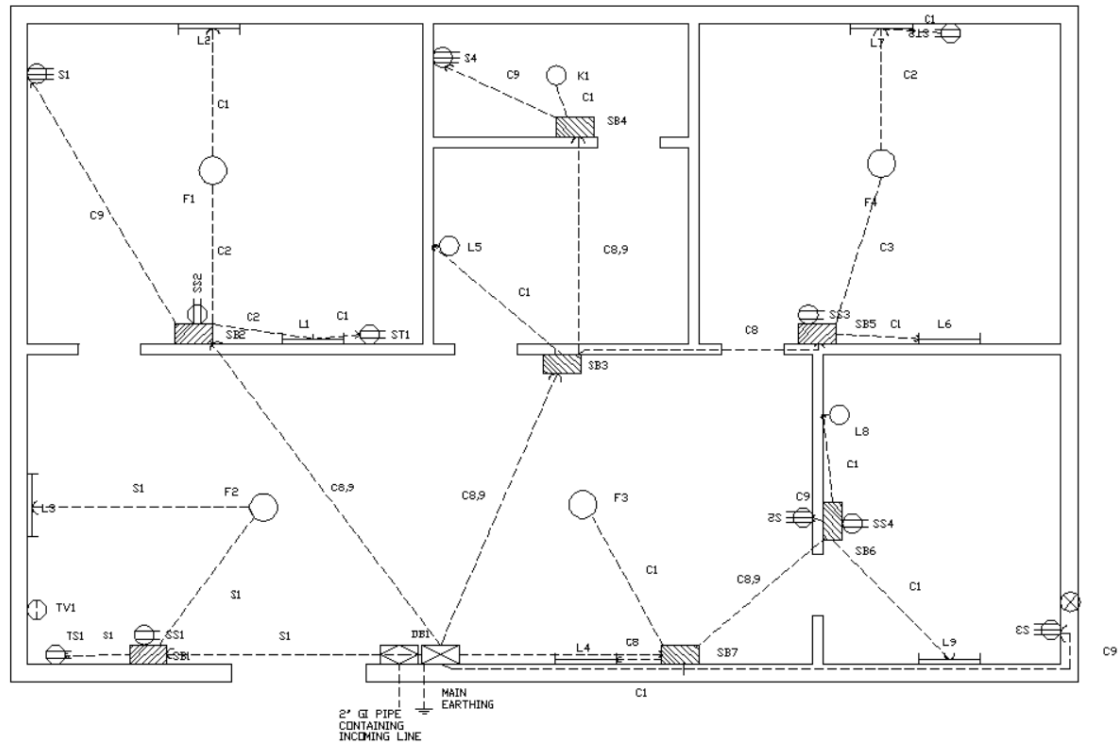 L2
S1
C1
F1
C9
C2
SS2
C2
L1
C1
SB2
ST1
S4
C9
K1
C1
SB4
L5
C8,9
C1
SB3
C1
L7
ST2
C2
F4
C3
SS3
SB5
C1
L6
C8
L8
C1
C9
S2
SS4
SB6
C1
C8,9
S3
L9
C9
S1
F2
L3
C8,9
C8,9
F3
S1
C1
TV1
TS1
S1
SS1
SB1
S1
DB1
L4
C8
SB7
C1
MAIN
EARTHING
2" GI PIPE
CONTAINING
INCOMING LINE